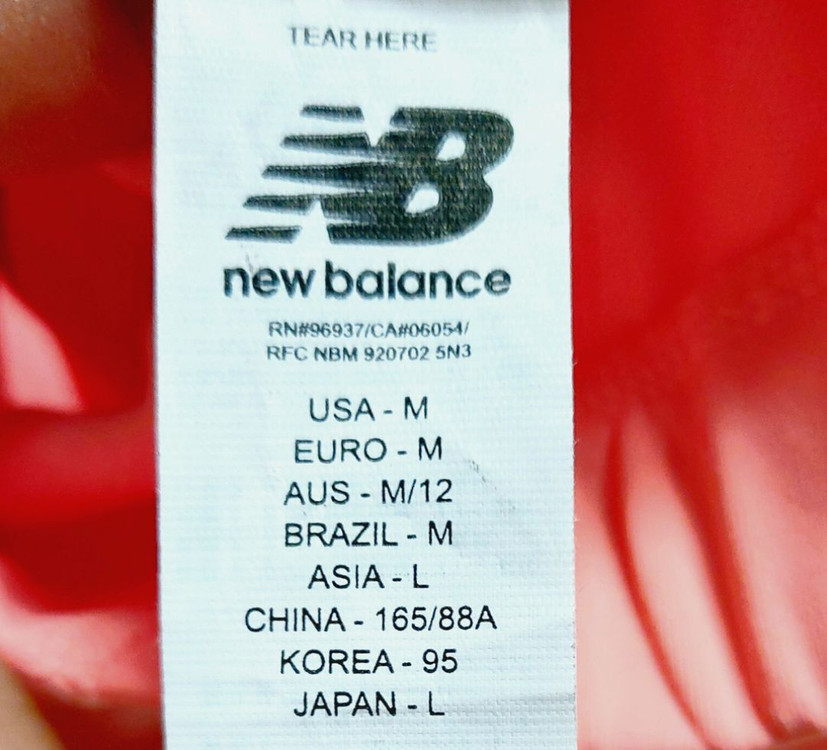 TEAR HERE
NB
new balance
RN#96937/CA#06054/
RFC NBM 920702 5N3
USA - M
EURO - M
AUS - M/12
BRAZIL - M
ASIA - L
CHINA - 165/88A
KOREA - 95
JAPAN - L